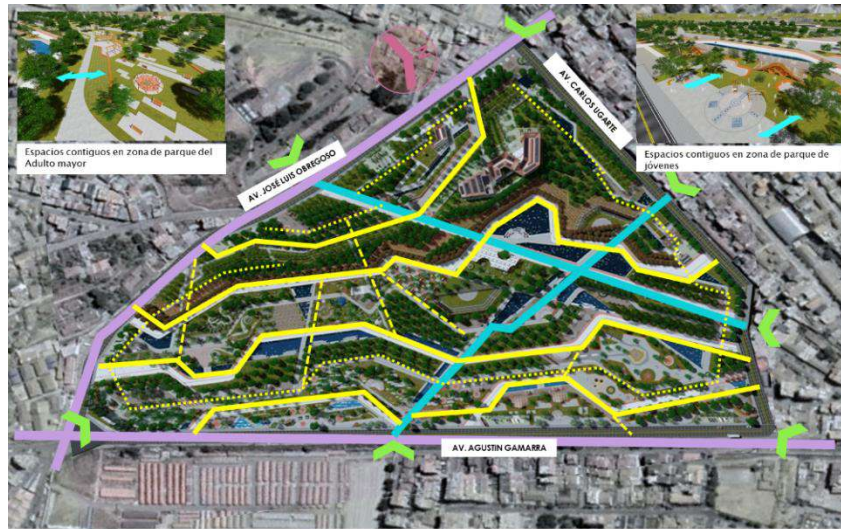 Espacios contiguos en zona de parque del
Adulto mayor
AV. JOSÉ LUIS OBREGOSO
AV. CARLOS UGARTE
Espacios contiguos en zona de parque de
jóvenes
AV. AGUSTIN GAMARRA